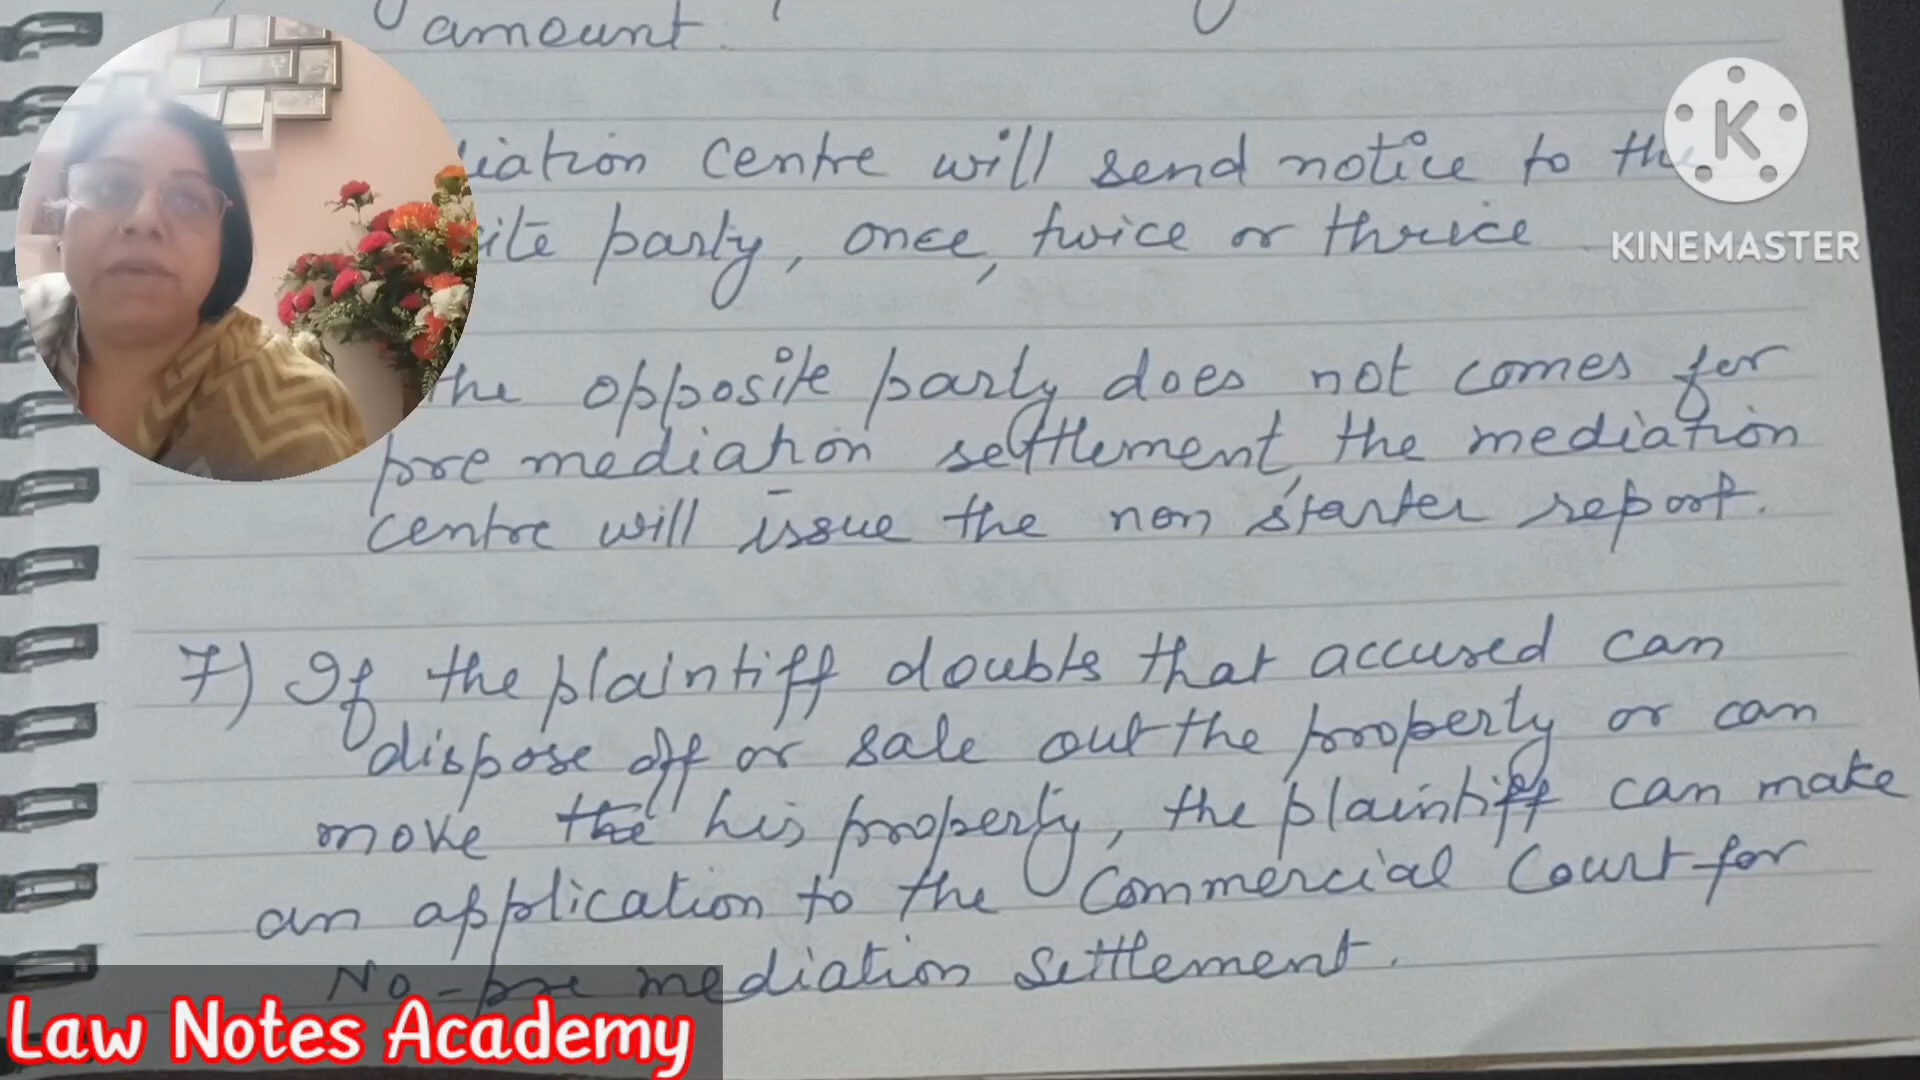 amount.
iation centre will send notice to the
site party, once, twice or thrice.
the opposite party does not comes for
pre mediation settlement, the mediation
centre will issue the non starter report.
7) If the plaintiff doubts that accused can
dispose off or sale out the property or can
move the his property, the plaintiff can make
an application to the Commercial Court for
No-pre mediation settlement.
K
KINEMASTER
Law Notes Academy